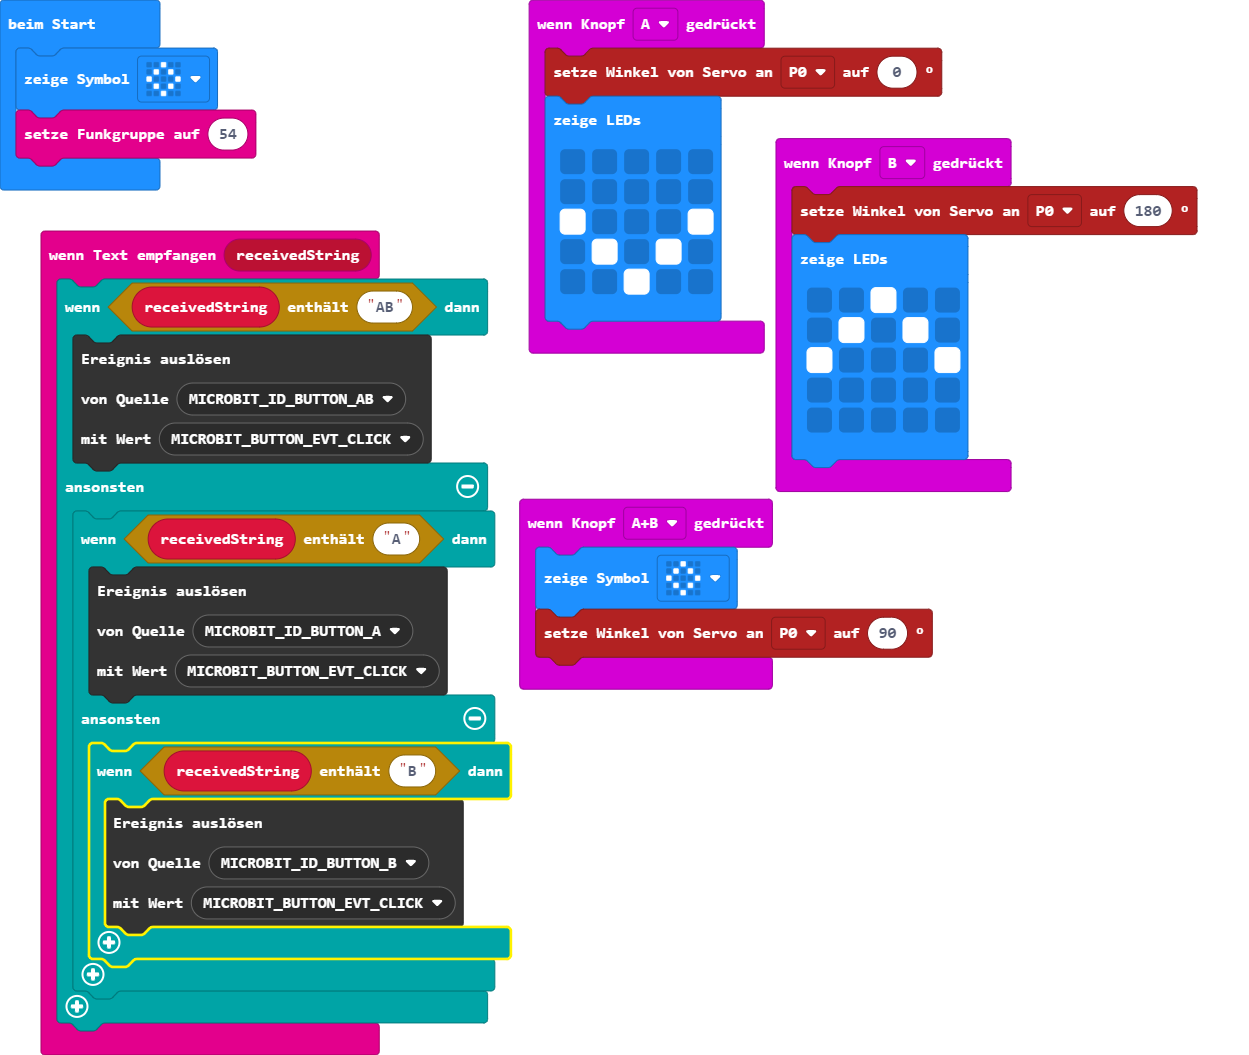 beim Start
zeige Symbol
setze Funkgruppe auf 54
wenn Knopf A gedrückt
setze Winkel von Servo an P0 auf 0 °
zeige LEDs
wenn Knopf B gedrückt
setze Winkel von Servo an P0 auf 180 °
zeige LEDs
wenn Text empfangen receivedString
wenn receivedString enthält "AB" dann
Ereignis auslösen
von Quelle MICROBIT_ID_BUTTON_AB
mit Wert MICROBIT_BUTTON_EVT_CLICK
ansonsten
wenn receivedString enthält "A" dann
Ereignis auslösen
von Quelle MICROBIT_ID_BUTTON_A
mit Wert MICROBIT_BUTTON_EVT_CLICK
ansonsten
wenn receivedString enthält "B" dann
Ereignis auslösen
von Quelle MICROBIT_ID_BUTTON_B
mit Wert MICROBIT_BUTTON_EVT_CLICK
wenn Knopf A+B gedrückt
zeige Symbol
setze Winkel von Servo an P0 auf 90 °